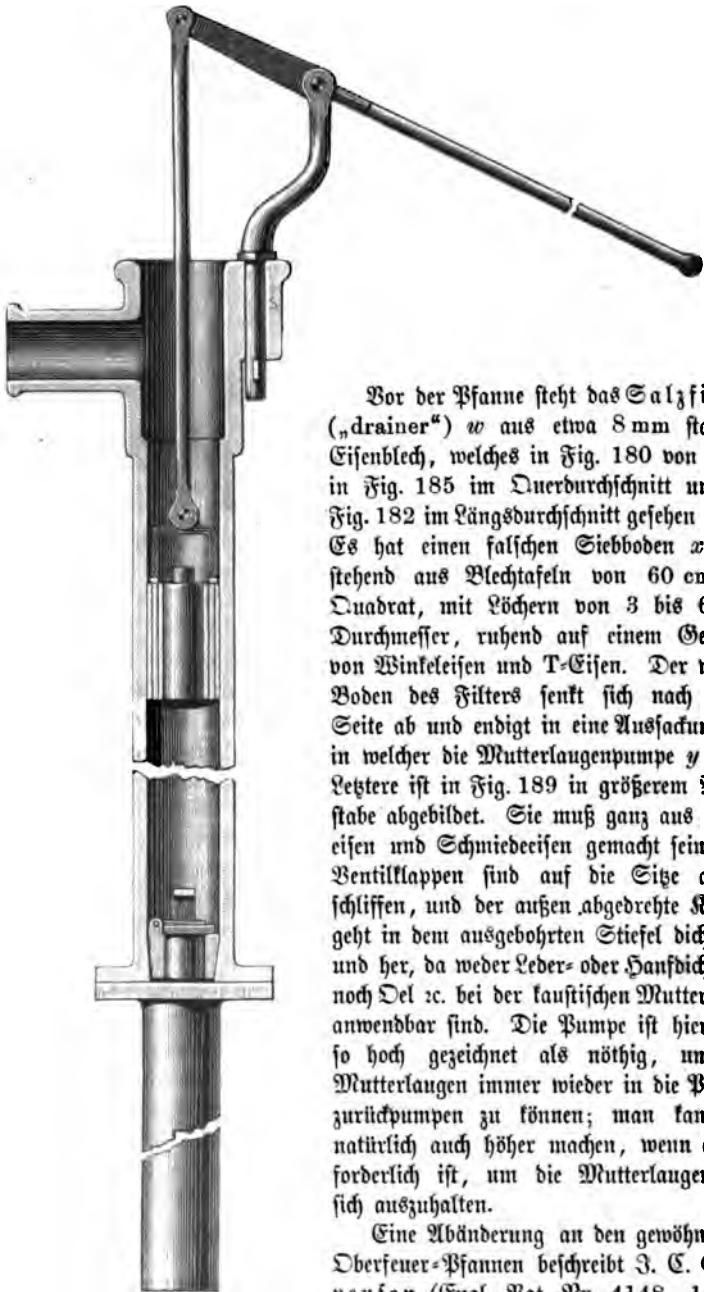 Vor der Pfanne steht das Salzfi
(„drainer“) w aus etwa 8 mm
Eisenblech, welches in Fig. 180 von
in Fig. 185 im Querdurchschnitt
Fig. 182 im Längsdurchschnitt gesehen
Es hat einen falschen Siebboden x
stehend aus Blechtafeln von 60
Quadrat, mit Löchern von 3 bis
Durchmesser, ruhend auf einem Ge
von Winkeleisen und T-Eisen. Der
Boden des Filters senkt sich nach
Seite ab und endigt in eine Aussackun
in welcher die Mutterlaugenpumpe y
Letztere ist in Fig. 189 in größerem
stabe abgebildet. Sie muß ganz aus
eisen und Schmiedeeisen gemacht sein
Ventilklappen sind auf die Sitze
schliffen, und der außen abgedrehte
geht in dem ausgebohrten Stiefel dich
und her, da weder Leder- oder Hanfdich
noch Oel ꝛc. bei der kaustischen Mutter
anwendbar sind. Die Pumpe ist hier
so hoch gezeichnet als nöthig, um
Mutterlaugen immer wieder in die
zurückpumpen zu können; man kan
natürlich auch höher machen, wenn
forderlich ist, um die Mutterlaugen
sich auszuhalten.
Eine Abänderung an den gewöhn
Oberfeuer-Pfannen beschreibt J. C.